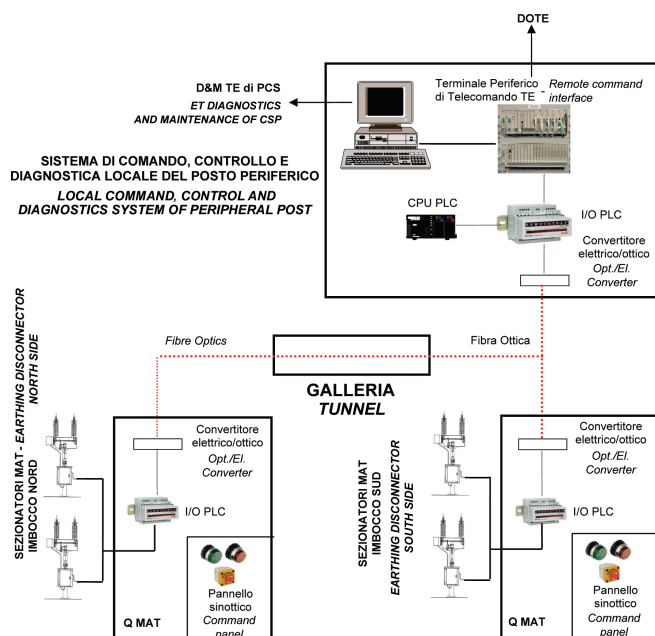 DOTE
D&M TE di PCS
ET DIAGNOSTICS
AND MAINTENANCE OF CSP
Terminale Periferico
di Telecomando TE - Remote command
interface
SISTEMA DI COMANDO, CONTROLLO E
DIAGNOSTICA LOCALE DEL POSTO PERIFERICO
LOCAL COMMAND, CONTROL AND
DIAGNOSTICS SYSTEM OF PERIPHERAL POST
CPU PLC
I/O PLC
Convertitore
elettrico/ottico
Opt./El.
Converter
Fibre Optics
Fibra Ottica
GALLERIA
TUNNEL
SEZIONATORI MAT - EARTHING DISCONNECTOR
IMBOCCO NORD
NORTH SIDE
Convertitore
elettrico/ottico
Opt./El.
Converter
I/O PLC
Pannello
sinottico
Command
panel
Q MAT
SEZIONATORI MAT
IMBOCCO SUD
EARTHING DISCONNECTOR
SOUTH SIDE
Convertitore
elettrico/ottico
Opt./El.
Converter
I/O PLC
Pannello
sinottico
Command
panel
Q MAT